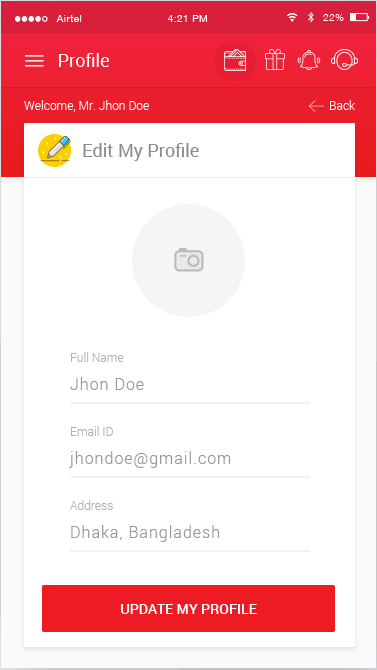 Airtel 4:21 PM 22%
Profile
Welcome, Mr. Jhon Doe Back
Edit My Profile
Full Name
Jhon Doe
Email ID
jhondoe@gmail.com
Address
Dhaka, Bangladesh
UPDATE MY PROFILE